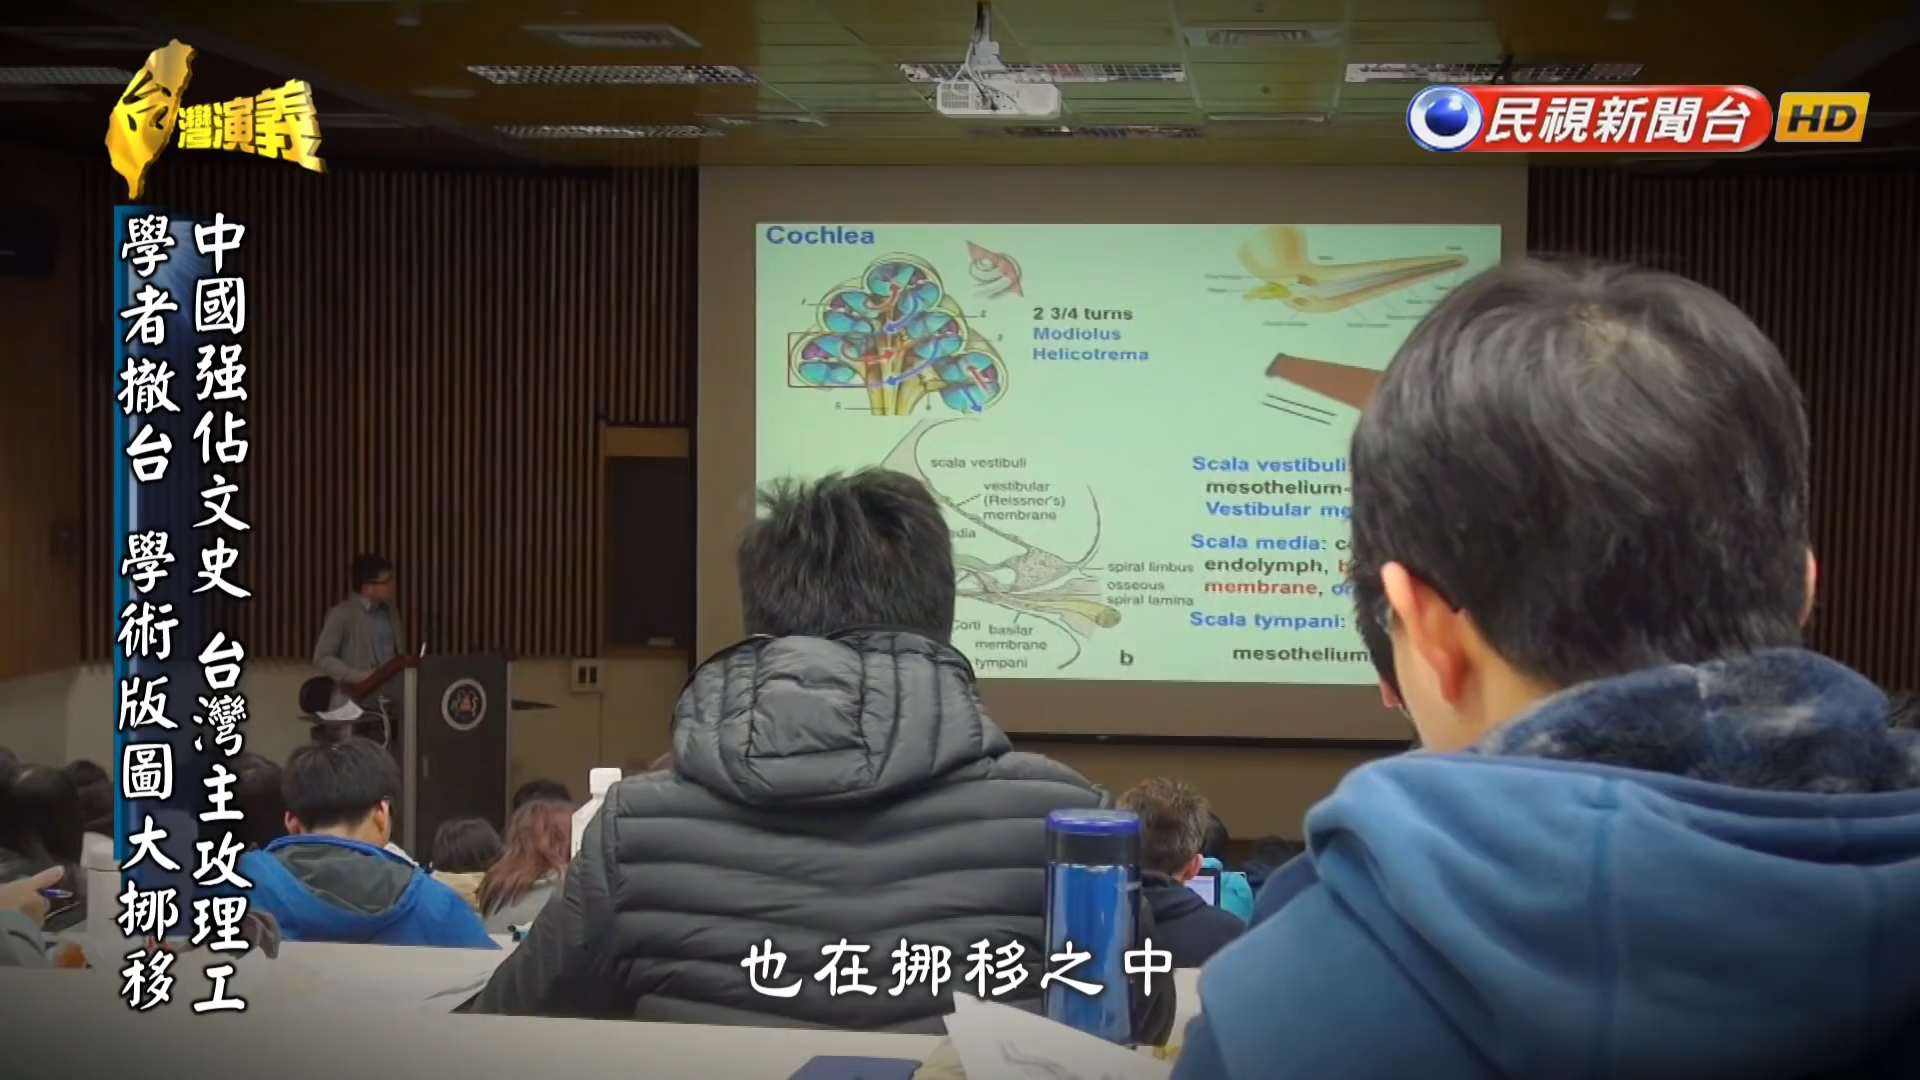 台灣演義
民視新聞台 HD
中國强佔文史 台灣主攻理工
學者撤台 學術版圖大挪移
Cochlea
2 3/4 turns
Modiolus
Helicotrema
scala vestibuli
vestibular
(Reissner's)
membrane
spiral limbus
osseous
spiral lamina
Corti
basilar
membrane
tympani
b
Scala vestibuli
mesothelium-
Vestibular
Scala media:
endolymph,
membrane,
Scala tympani:
mesothelium
也在挪移之中